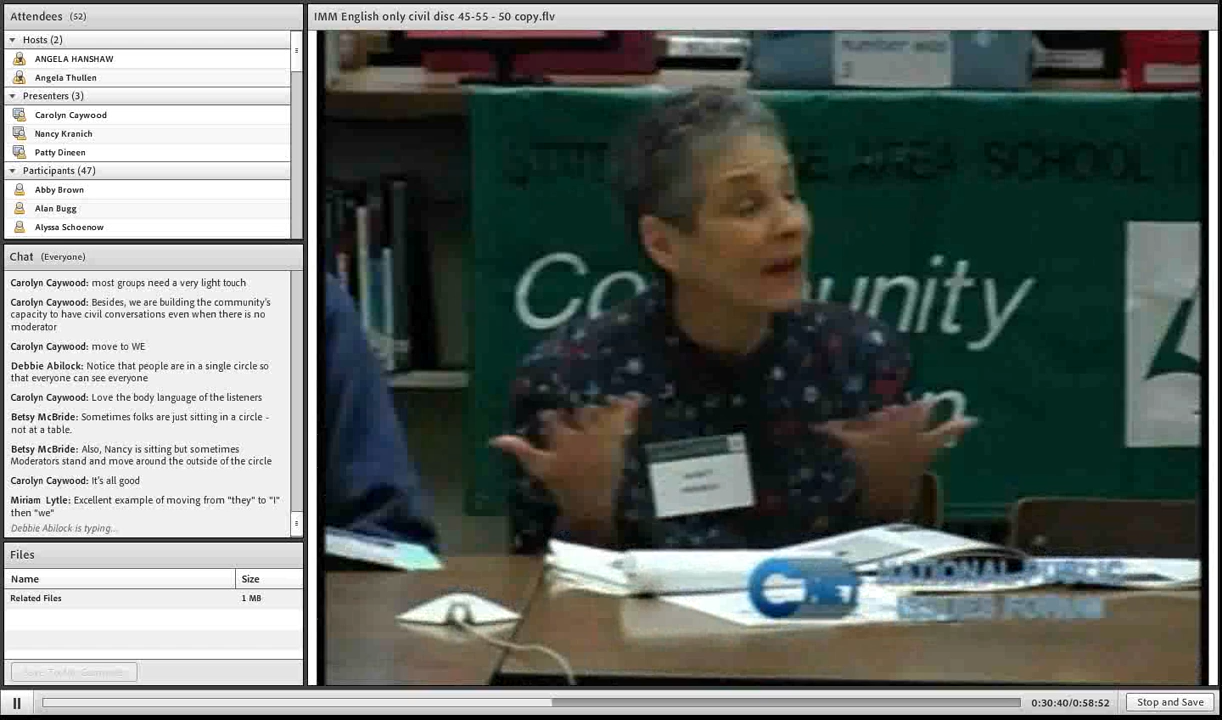 Attendees (52)
Hosts (2)
ANGELA HANSHAW
Angela Thullen
Presenters (3)
Carolyn Caywood
Nancy Kranich
Patty Dineen
Participants (47)
Abby Brown
Alan Bugg
Alyssa Schoenow
Chat (Everyone)
Carolyn Caywood: most groups need a very light touch
Carolyn Caywood: Besides, we are building the community's
capacity to have civil conversations even when there is no
moderator
Carolyn Caywood: move to WE
Debbie Abilock: Notice that people are in a single circle so
that everyone can see everyone
Carolyn Caywood: Love the body language of the listeners
Betsy McBride: Sometimes folks are just sitting in a circle -
not at a table.
Betsy McBride: Also, Nancy is sitting but sometimes
Moderators stand and move around the outside of the circle
Carolyn Caywood: It's all good
Miriam Lytle: Excellent example of moving from "they" to "I"
then "we"
Debbie Abilock is typing...
Files
Name Size
Related Files 1 MB
IMM English only civil disc 45-55 - 50 copy.flv
AREA SCHOOL
NATIONAL PUBLIC
ISSUES FORUM
0:30:40/0:58:52
Stop and Save